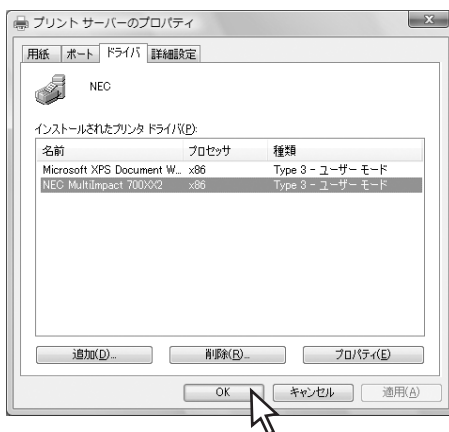 プリント サーバーのプロパティ
用紙 ポート ドライバ 詳細設定
NEC
インストールされたプリンタ ドライバ(P):
名前 プロセッサ 種類
Microsoft XPS Document W... x86 Type 3 - ユーザー モード
NEC MultiImpact 700XX2 x86 Type 3 - ユーザー モード
追加(D)... 削除(R)... プロパティ(E)
OK キャンセル 適用(A)